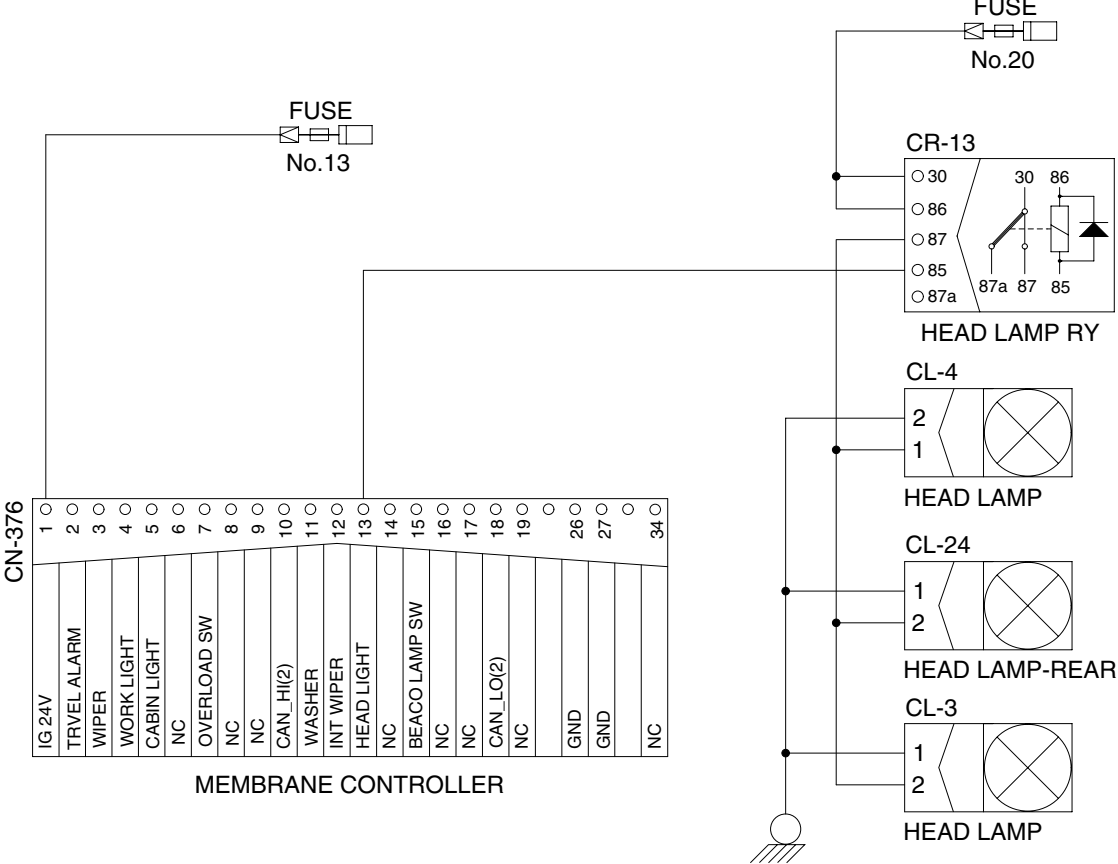 FUSE
No.20
FUSE
No.13
CR-13
30
86
87
85
87a
30 86
87a 87 85
HEAD LAMP RY
CL-4
2
1
HEAD LAMP
CL-24
1
2
HEAD LAMP-REAR
CL-3
1
2
HEAD LAMP
CN-376
1 2 3 4 5 6 7 8 9 10 11 12 13 14 15 16 17 18 19 26 27 34
IG 24V
TRVEL ALARM
WIPER
WORK LIGHT
CABIN LIGHT
NC
OVERLOAD SW
NC
NC
CAN_HI(2)
WASHER
INT WIPER
HEAD LIGHT
NC
BEACO LAMP SW
NC
NC
CAN_LO(2)
NC
GND
GND
NC
MEMBRANE CONTROLLER